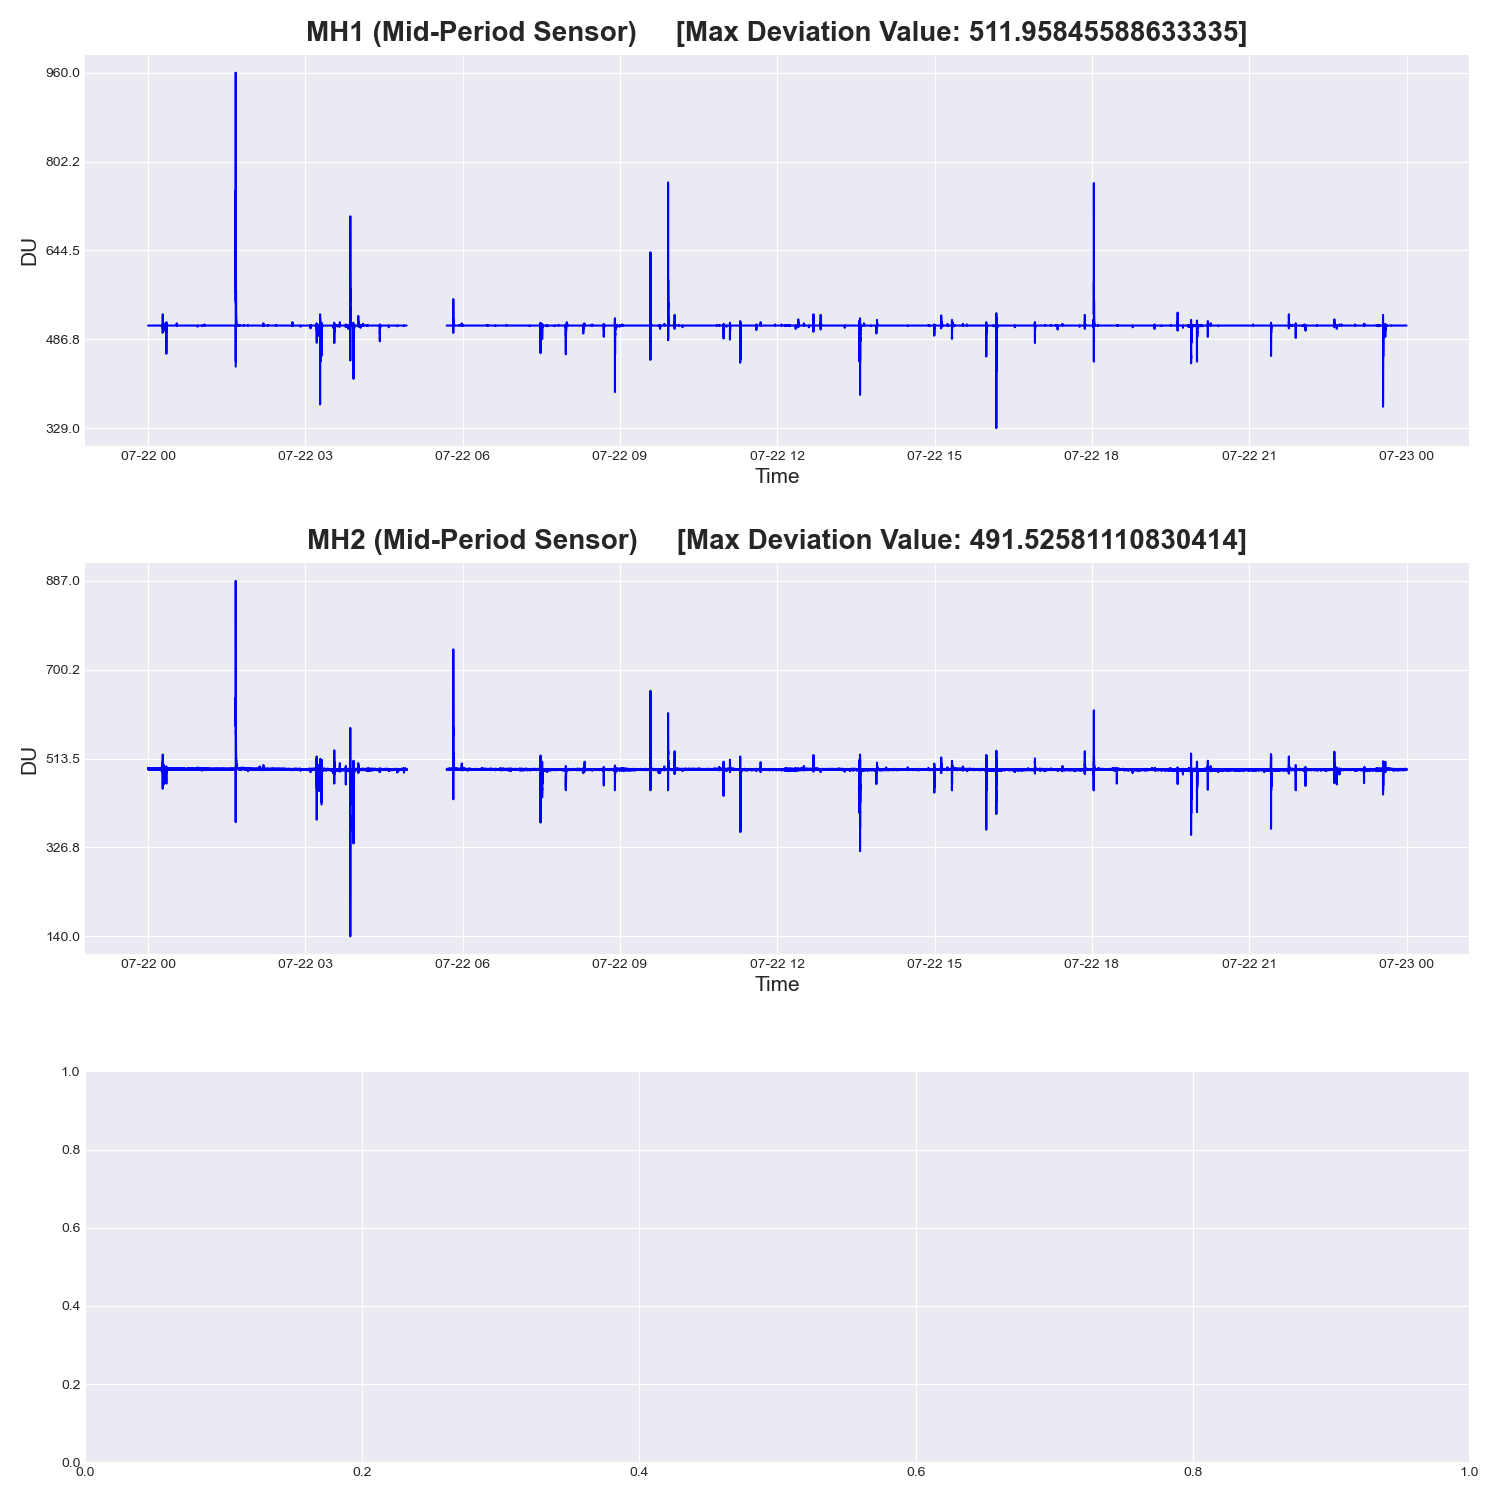 MH1 (Mid-Period Sensor) [Max Deviation Value: 511.95845588633335]
960.0
802.2
644.5
486.8
329.0
DU
07-22 00 07-22 03 07-22 06 07-22 09 07-22 12 07-22 15 07-22 18 07-22 21 07-23 00
Time
MH2 (Mid-Period Sensor) [Max Deviation Value: 491.52581110830414]
887.0
700.2
513.5
326.8
140.0
DU
07-22 00 07-22 03 07-22 06 07-22 09 07-22 12 07-22 15 07-22 18 07-22 21 07-23 00
Time
1.0
0.8
0.6
0.4
0.2
0.0
0.0 0.2 0.4 0.6 0.8 1.0